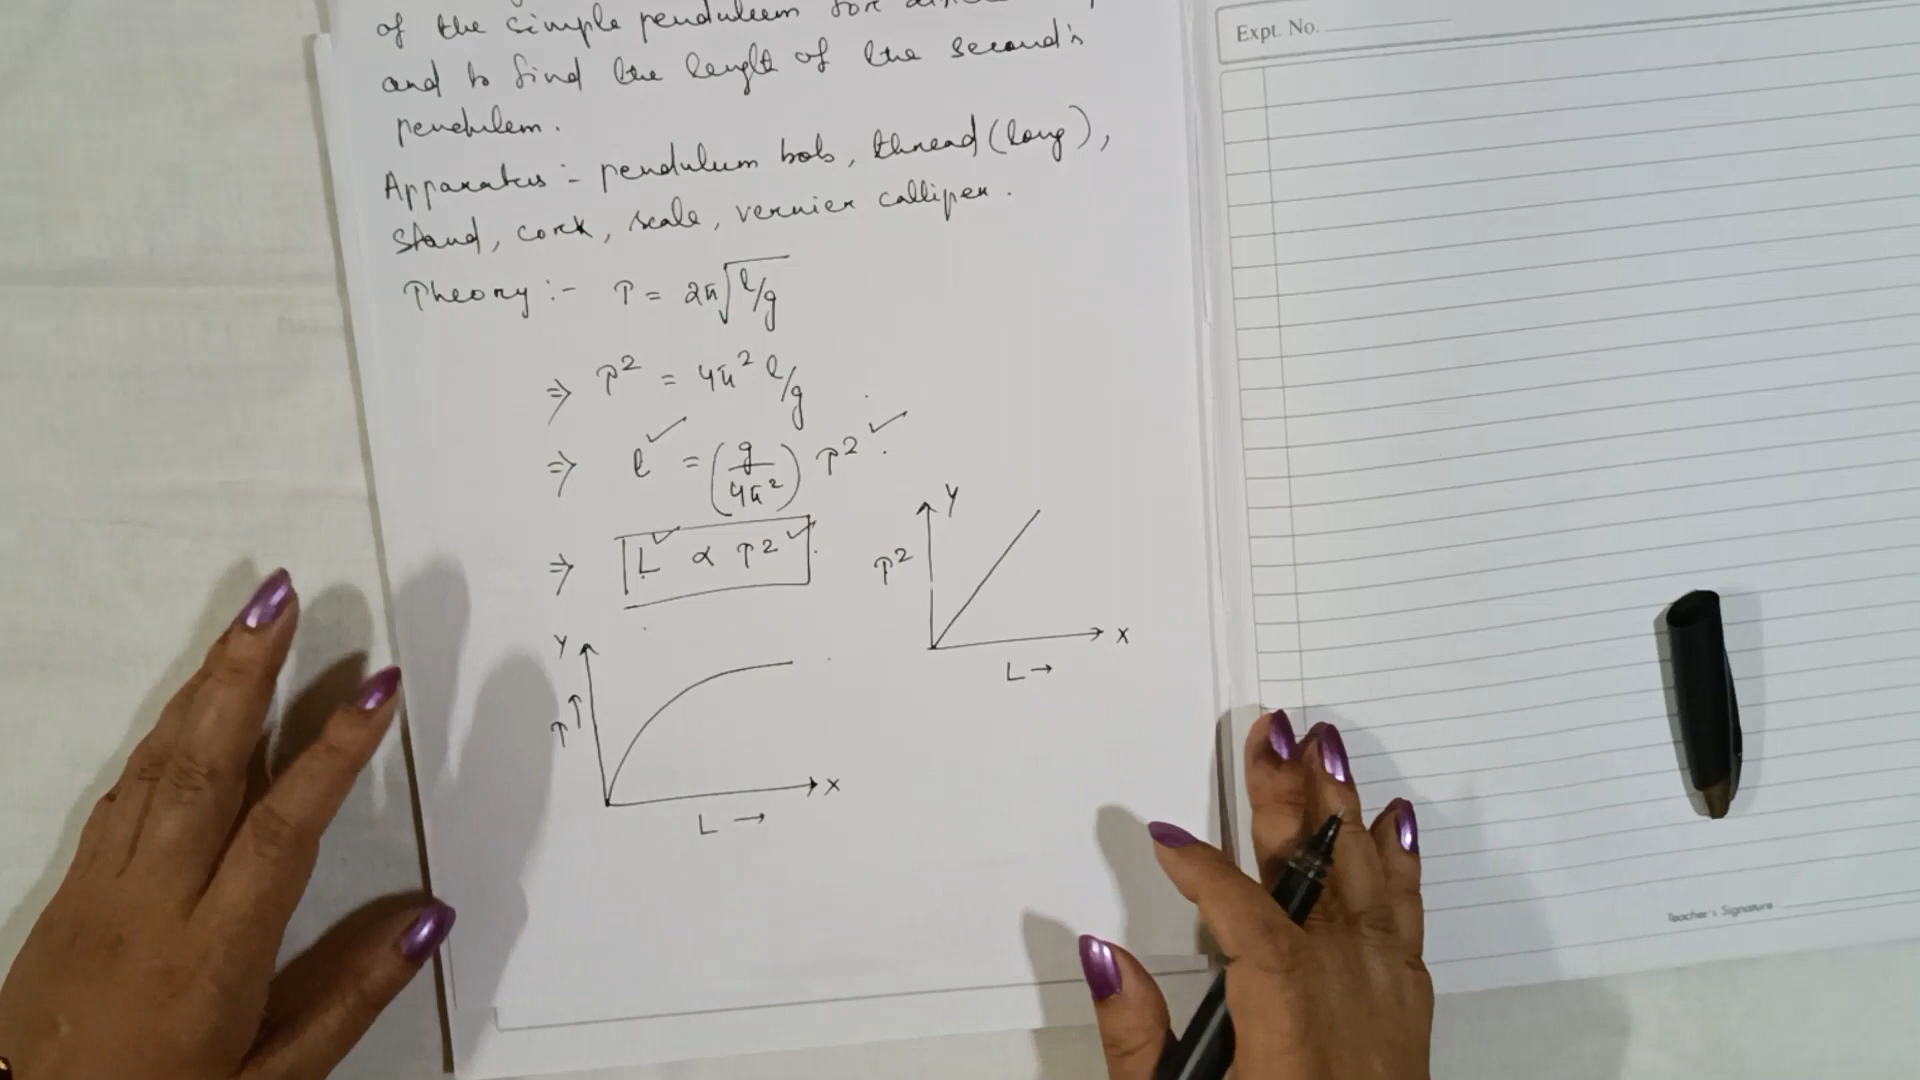 of the simple pendulum for
and to find the length of the second's
pendulem.
Apparatus :- pendulum bob, thread (long),
stand, cork, scale, vernier calliper.
Theory :- T = 2π√l/g
⇒ T² = 4π² l/g
⇒ l = (g/4π²) T².
⇒ L ∝ T².
Y
T²
X
L →
Y
T ↑
X
L →
Expt. No.
Teacher's Signature